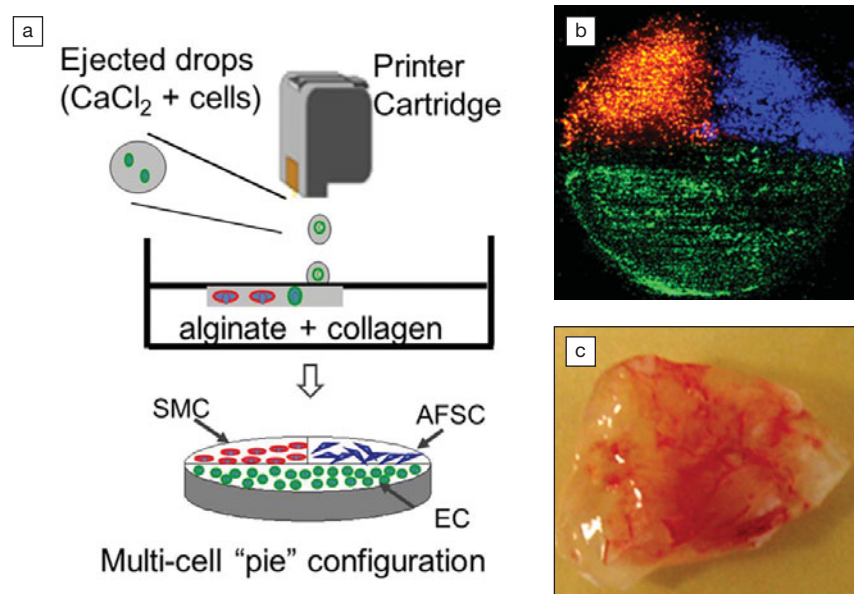 a
Ejected drops
(CaCl₂ + cells)
Printer
Cartridge
alginate + collagen
SMC
AFSC
EC
Multi-cell “pie” configuration
b
c